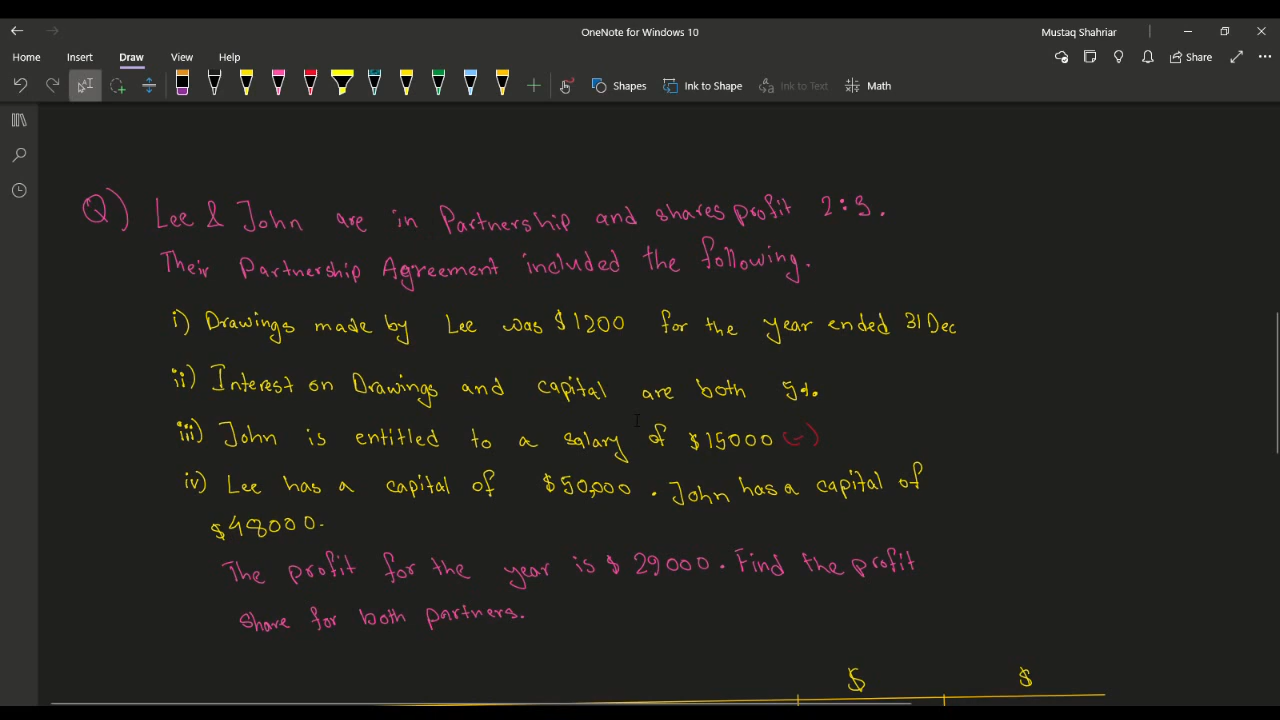 OneNote for Windows 10
Mustaq Shahriar
Home Insert Draw View Help
Share
Shapes Ink to Shape Ink to Text Math
Q) Lee & John are in Partnership and shares profit 2:3.
Their Partnership Agreement included the following.
i) Drawings made by Lee was $1200 for the year ended 31 Dec
ii) Interest on Drawings and capital are both 5%.
iii) John is entitled to a salary of $15000 (-)
iv) Lee has a capital of $50,000. John has a capital of
$48000.
The profit for the year is $29000. Find the profit
share for both partners.
$ $